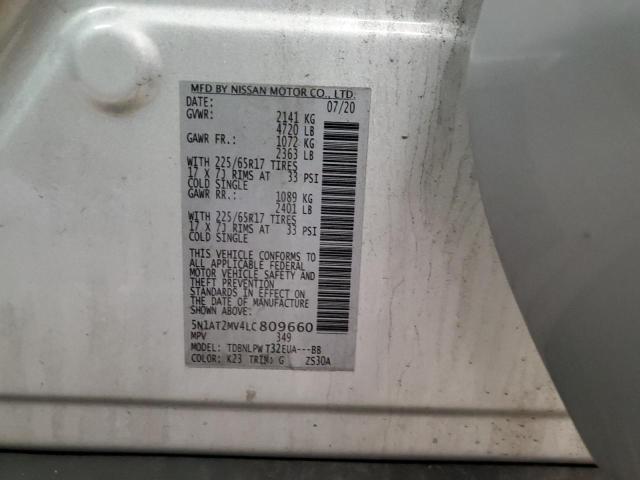 MFD BY NISSAN MOTOR CO., LTD.
DATE: 07/20
GVWR: 2141 KG
4720 LB
GAWR FR.: 1072 KG
2363 LB
WITH 225/65R17 TIRES
17 X 7J RIMS AT 33 PSI
COLD SINGLE
GAWR RR.: 1089 KG
2401 LB
WITH 225/65R17 TIRES
17 X 7J RIMS AT 33 PSI
COLD SINGLE
THIS VEHICLE CONFORMS TO
ALL APPLICABLE FEDERAL
MOTOR VEHICLE SAFETY AND
THEFT PREVENTION
STANDARDS IN EFFECT ON
THE DATE OF MANUFACTURE
SHOWN ABOVE:
5N1AT2MV4LC809660
MPV 349
MODEL: TDBNLPWT32EUA---BB
COLOR: K23 TRIM: G ZS30A